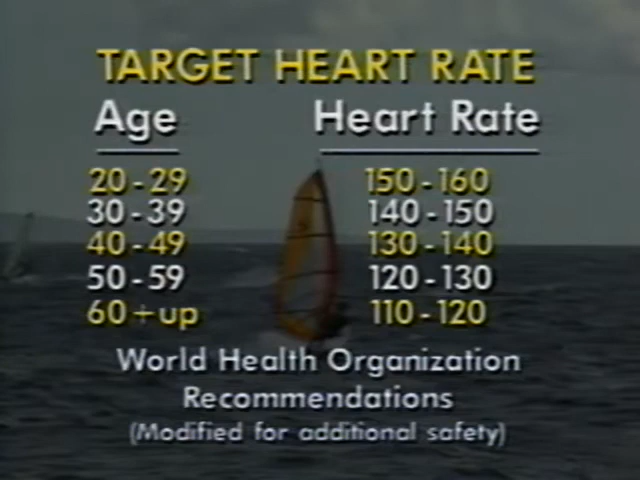 TARGET HEART RATE
Age Heart Rate
20 - 29 150 - 160
30 - 39 140 - 150
40 - 49 130 - 140
50 - 59 120 - 130
60 + up 110 - 120
World Health Organization
Recommendations
(Modified for additional safety)